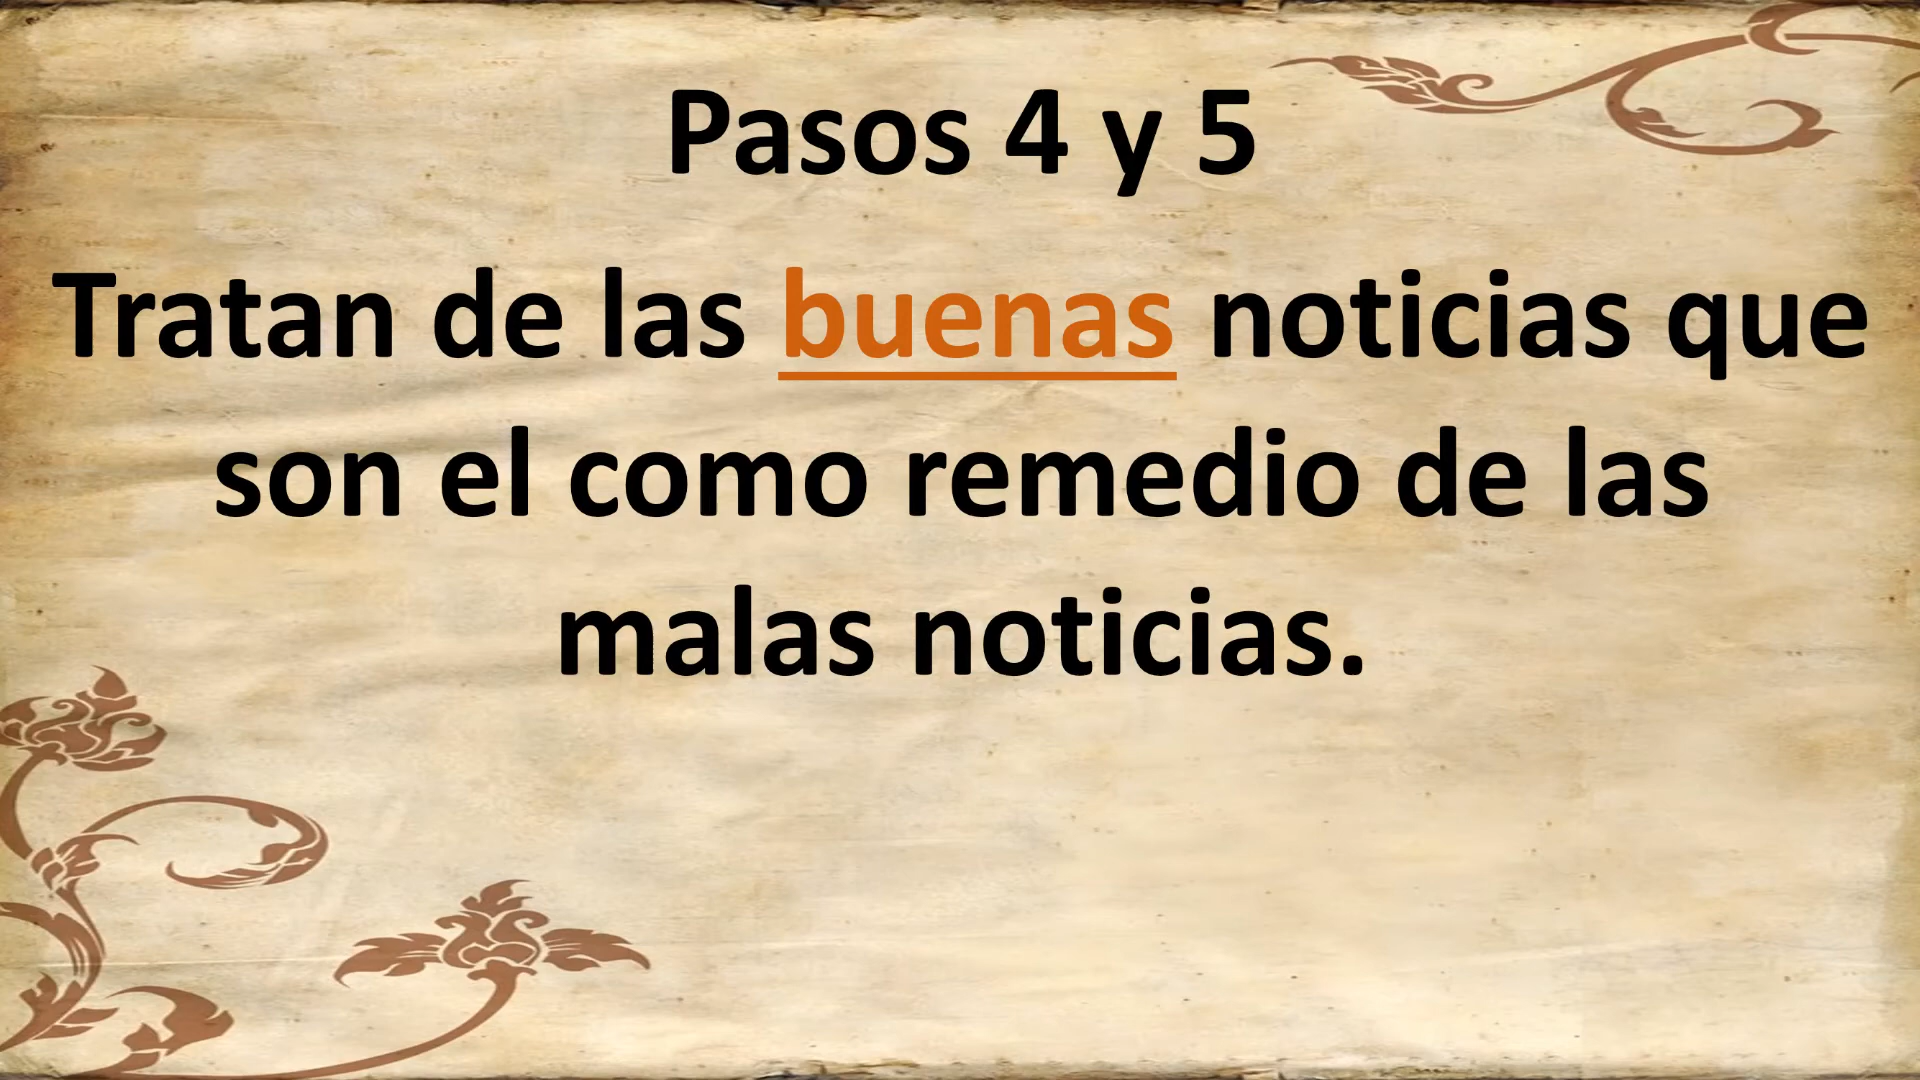 Pasos 4 y 5
Tratan de las buenas noticias que
son el como remedio de las
malas noticias.